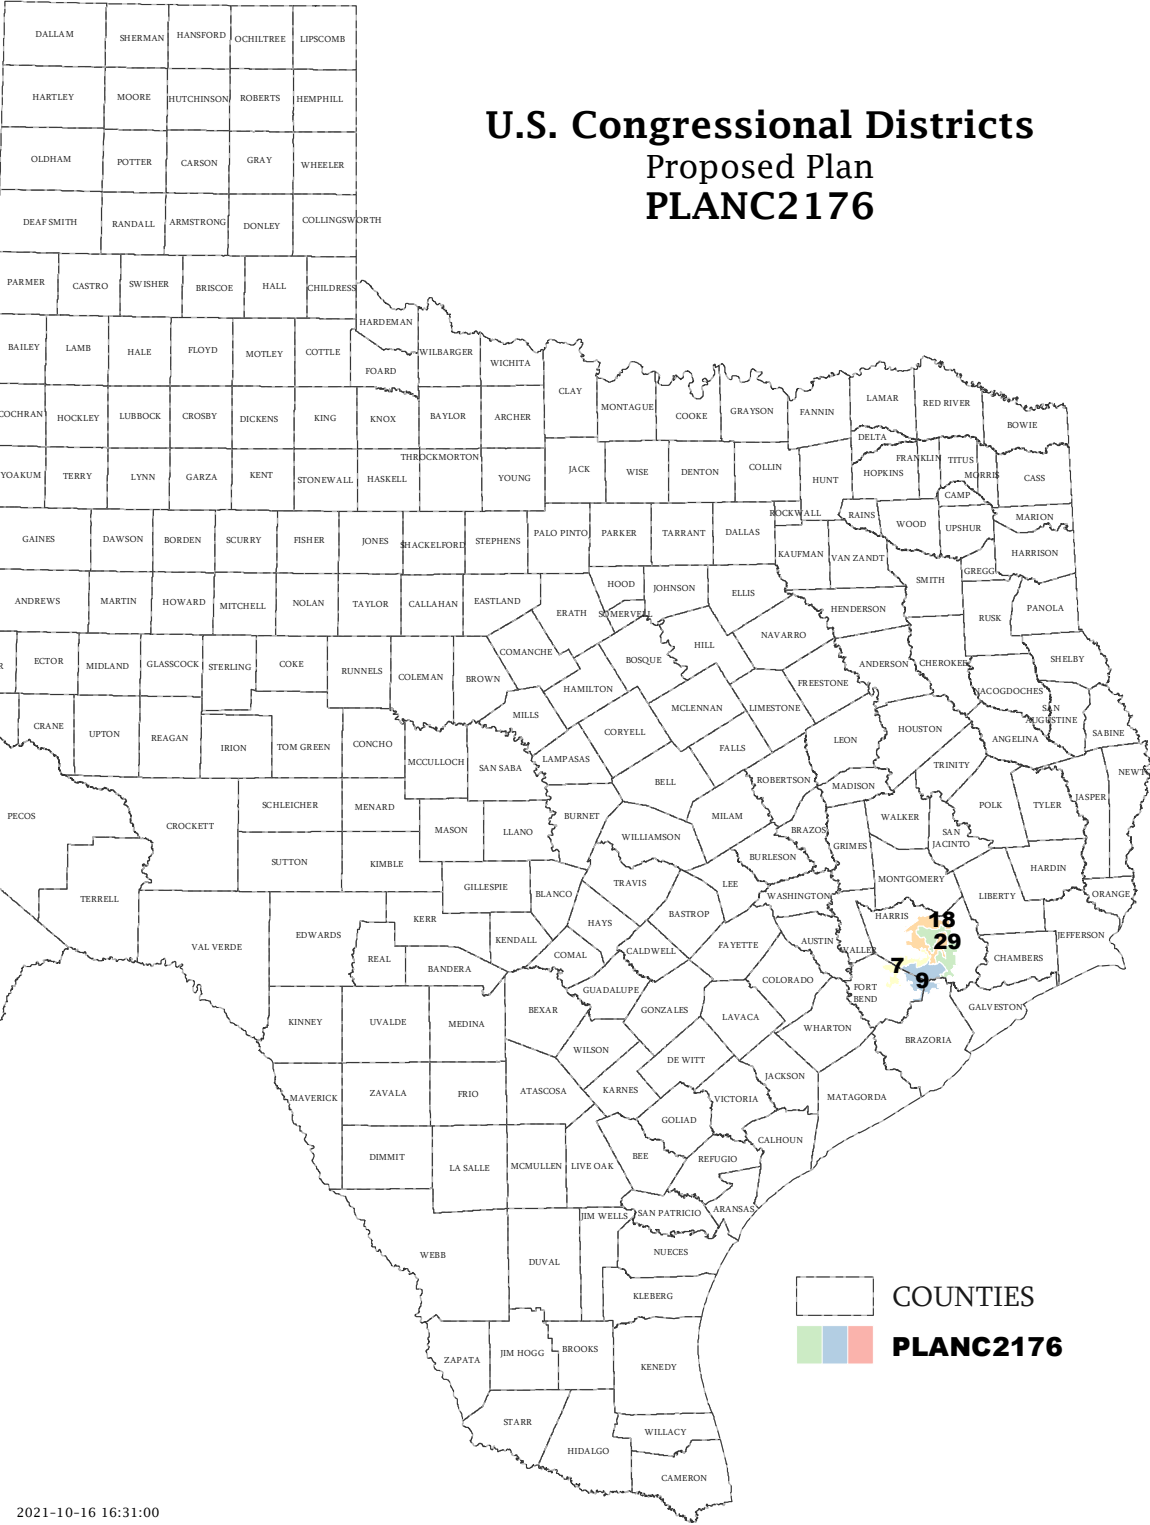 U.S. Congressional Districts
Proposed Plan
PLANC2176
DALLAM
SHERMAN
HANSFORD
OCHILTREE
LIPSCOMB
HARTLEY
MOORE
HUTCHINSON
ROBERTS
HEMPHILL
OLDHAM
POTTER
CARSON
GRAY
WHEELER
DEAF SMITH
RANDALL
ARMSTRONG
DONLEY
COLLINGSWORTH
PARMER
CASTRO
SWISHER
BRISCOE
HALL
CHILDRESS
HARDEMAN
BAILEY
LAMB
HALE
FLOYD
MOTLEY
COTTLE
FOARD
WILBARGER
WICHITA
CLAY
MONTAGUE
COOKE
GRAYSON
FANNIN
LAMAR
RED RIVER
BOWIE
COCHRAN
HOCKLEY
LUBBOCK
CROSBY
DICKENS
KING
KNOX
BAYLOR
ARCHER
DELTA
YOAKUM
TERRY
LYNN
GARZA
KENT
STONEWALL
HASKELL
THROCKMORTON
YOUNG
JACK
WISE
DENTON
COLLIN
HUNT
HOPKINS
FRANKLIN
TITUS
MORRIS
CASS
CAMP
GAINES
DAWSON
BORDEN
SCURRY
FISHER
JONES
SHACKELFORD
STEPHENS
PALO PINTO
PARKER
TARRANT
DALLAS
ROCKWALL
RAINS
WOOD
UPSHUR
MARION
KAUFMAN
VAN ZANDT
HARRISON
SMITH
GREGG
ANDREWS
MARTIN
HOWARD
MITCHELL
NOLAN
TAYLOR
CALLAHAN
EASTLAND
ERATH
HOOD
SOMERVELL
JOHNSON
ELLIS
HENDERSON
RUSK
PANOLA
R
ECTOR
MIDLAND
GLASSCOCK
STERLING
COKE
RUNNELS
COLEMAN
BROWN
COMANCHE
HAMILTON
BOSQUE
HILL
NAVARRO
FREESTONE
ANDERSON
CHEROKEE
NACOGDOCHES
SHELBY
CRANE
UPTON
REAGAN
IRION
TOM GREEN
CONCHO
MCCULLOCH
SAN SABA
MILLS
LAMPASAS
CORYELL
MCLENNAN
LIMESTONE
FALLS
LEON
HOUSTON
ANGELINA
SAN
AUGUSTINE
SABINE
PECOS
CROCKETT
SCHLEICHER
MENARD
MASON
LLANO
BURNET
BELL
MILAM
ROBERTSON
MADISON
TRINITY
WALKER
POLK
TYLER
JASPER
NEWT
SAN
JACINTO
SUTTON
KIMBLE
WILLIAMSON
BURLESON
BRAZOS
GRIMES
MONTGOMERY
LIBERTY
HARDIN
ORANGE
TERRELL
GILLESPIE
BLANCO
TRAVIS
LEE
WASHINGTON
HARRIS
18
29
JEFFERSON
VAL VERDE
EDWARDS
KERR
REAL
BANDERA
KENDALL
COMAL
HAYS
CALDWELL
BASTROP
FAYETTE
AUSTIN
WALLER
CHAMBERS
7
9
KINNEY
UVALDE
MEDINA
BEXAR
GUADALUPE
GONZALES
COLORADO
LAVACA
FORT
BEND
WHARTON
GALVESTON
BRAZORIA
WILSON
DE WITT
JACKSON
MAVERICK
ZAVALA
FRIO
ATASCOSA
KARNES
GOLIAD
VICTORIA
MATAGORDA
CALHOUN
DIMMIT
LA SALLE
MCMULLEN
LIVE OAK
BEE
REFUGIO
WEBB
DUVAL
JIM WELLS
SAN PATRICIO
ARANSAS
NUECES
KLEBERG
ZAPATA
JIM HOGG
BROOKS
KENEDY
STARR
HIDALGO
WILLACY
CAMERON
COUNTIES
PLANC2176
2021-10-16 16:31:00